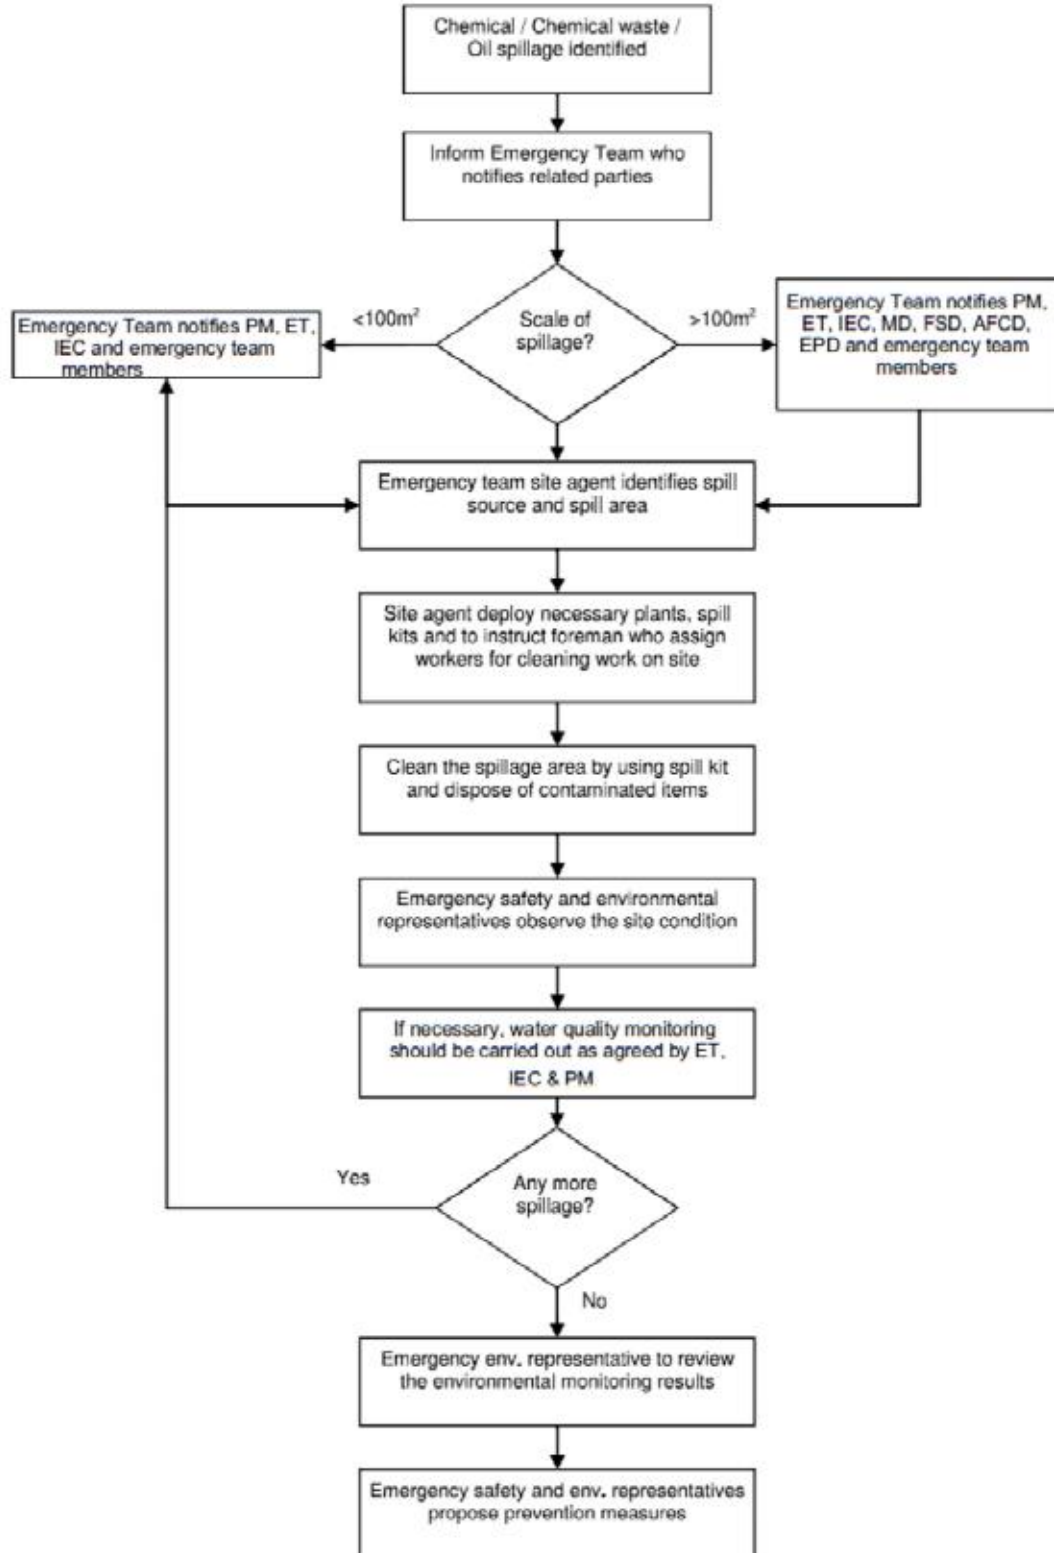 Chemical / Chemical waste /
Oil spillage identified
Inform Emergency Team who
notifies related parties
<100m²
Scale of
spillage?
>100m²
Emergency Team notifies PM, ET,
IEC and emergency team
members
Emergency Team notifies PM,
ET, IEC, MD, FSD, AFCD,
EPD and emergency team
members
Emergency team site agent identifies spill
source and spill area
Site agent deploy necessary plants, spill
kits and to instruct foreman who assign
workers for cleaning work on site
Clean the spillage area by using spill kit
and dispose of contaminated items
Emergency safety and environmental
representatives observe the site condition
If necessary, water quality monitoring
should be carried out as agreed by ET,
IEC & PM
Yes
Any more
spillage?
No
Emergency env. representative to review
the environmental monitoring results
Emergency safety and env. representatives
propose prevention measures